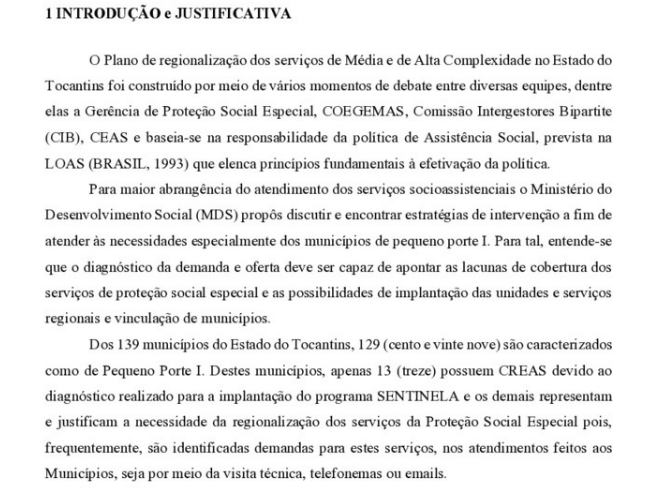 1 INTRODUÇÃO e JUSTIFICATIVA
O Plano de regionalização dos serviços de Média e de Alta Complexidade no Estado do
Tocantins foi construído por meio de vários momentos de debate entre diversas equipes, dentre
elas a Gerência de Proteção Social Especial, COEGEMAS, Comissão Intergestores Bipartite
(CIB), CEAS e baseia-se na responsabilidade da política de Assistência Social, prevista na
LOAS (BRASIL, 1993) que elenca princípios fundamentais à efetivação da política.
Para maior abrangência do atendimento dos serviços socioassistenciais o Ministério do
Desenvolvimento Social (MDS) propôs discutir e encontrar estratégias de intervenção a fim de
atender às necessidades especialmente dos municípios de pequeno porte I. Para tal, entende-se
que o diagnóstico da demanda e oferta deve ser capaz de apontar as lacunas de cobertura dos
serviços de proteção social especial e as possibilidades de implantação das unidades e serviços
regionais e vinculação de municípios.
Dos 139 municípios do Estado do Tocantins, 129 (cento e vinte nove) são caracterizados
como de Pequeno Porte I. Destes municípios, apenas 13 (treze) possuem CREAS devido ao
diagnóstico realizado para a implantação do programa SENTINELA e os demais representam
e justificam a necessidade da regionalização dos serviços da Proteção Social Especial pois,
frequentemente, são identificadas demandas para estes serviços, nos atendimentos feitos aos
Municípios, seja por meio da visita técnica, telefonemas ou emails.